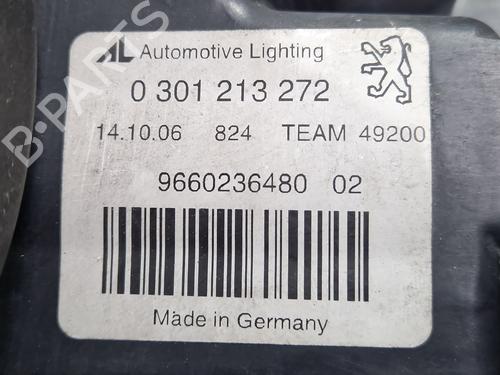 AL Automotive Lighting
0 301 213 272
14.10.06 824 TEAM 49200
9660236480 02
Made in Germany
B-PARTS